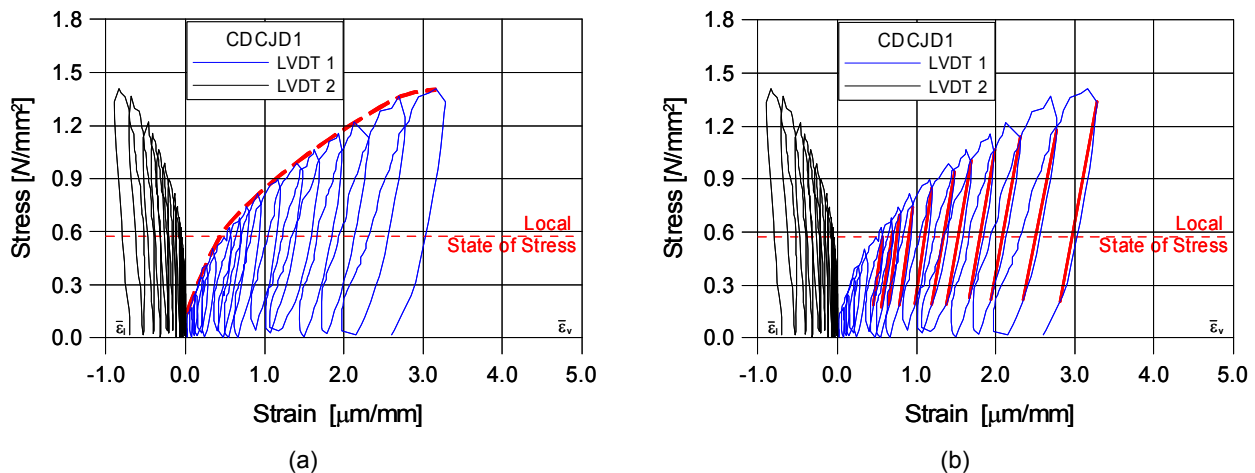 CDCJD1
LVDT 1
LVDT 2
Stress [N/mm²]
1.8
1.5
1.2
0.9
0.6
0.3
0.0
Local
State of Stress
ε̄l
ε̄v
-1.0 0.0 1.0 2.0 3.0 4.0 5.0
Strain [μm/mm]
(a)
CDCJD1
LVDT 1
LVDT 2
Stress [N/mm²]
1.8
1.5
1.2
0.9
0.6
0.3
0.0
Local
State of Stress
ε̄l
ε̄v
-1.0 0.0 1.0 2.0 3.0 4.0 5.0
Strain [μm/mm]
(b)